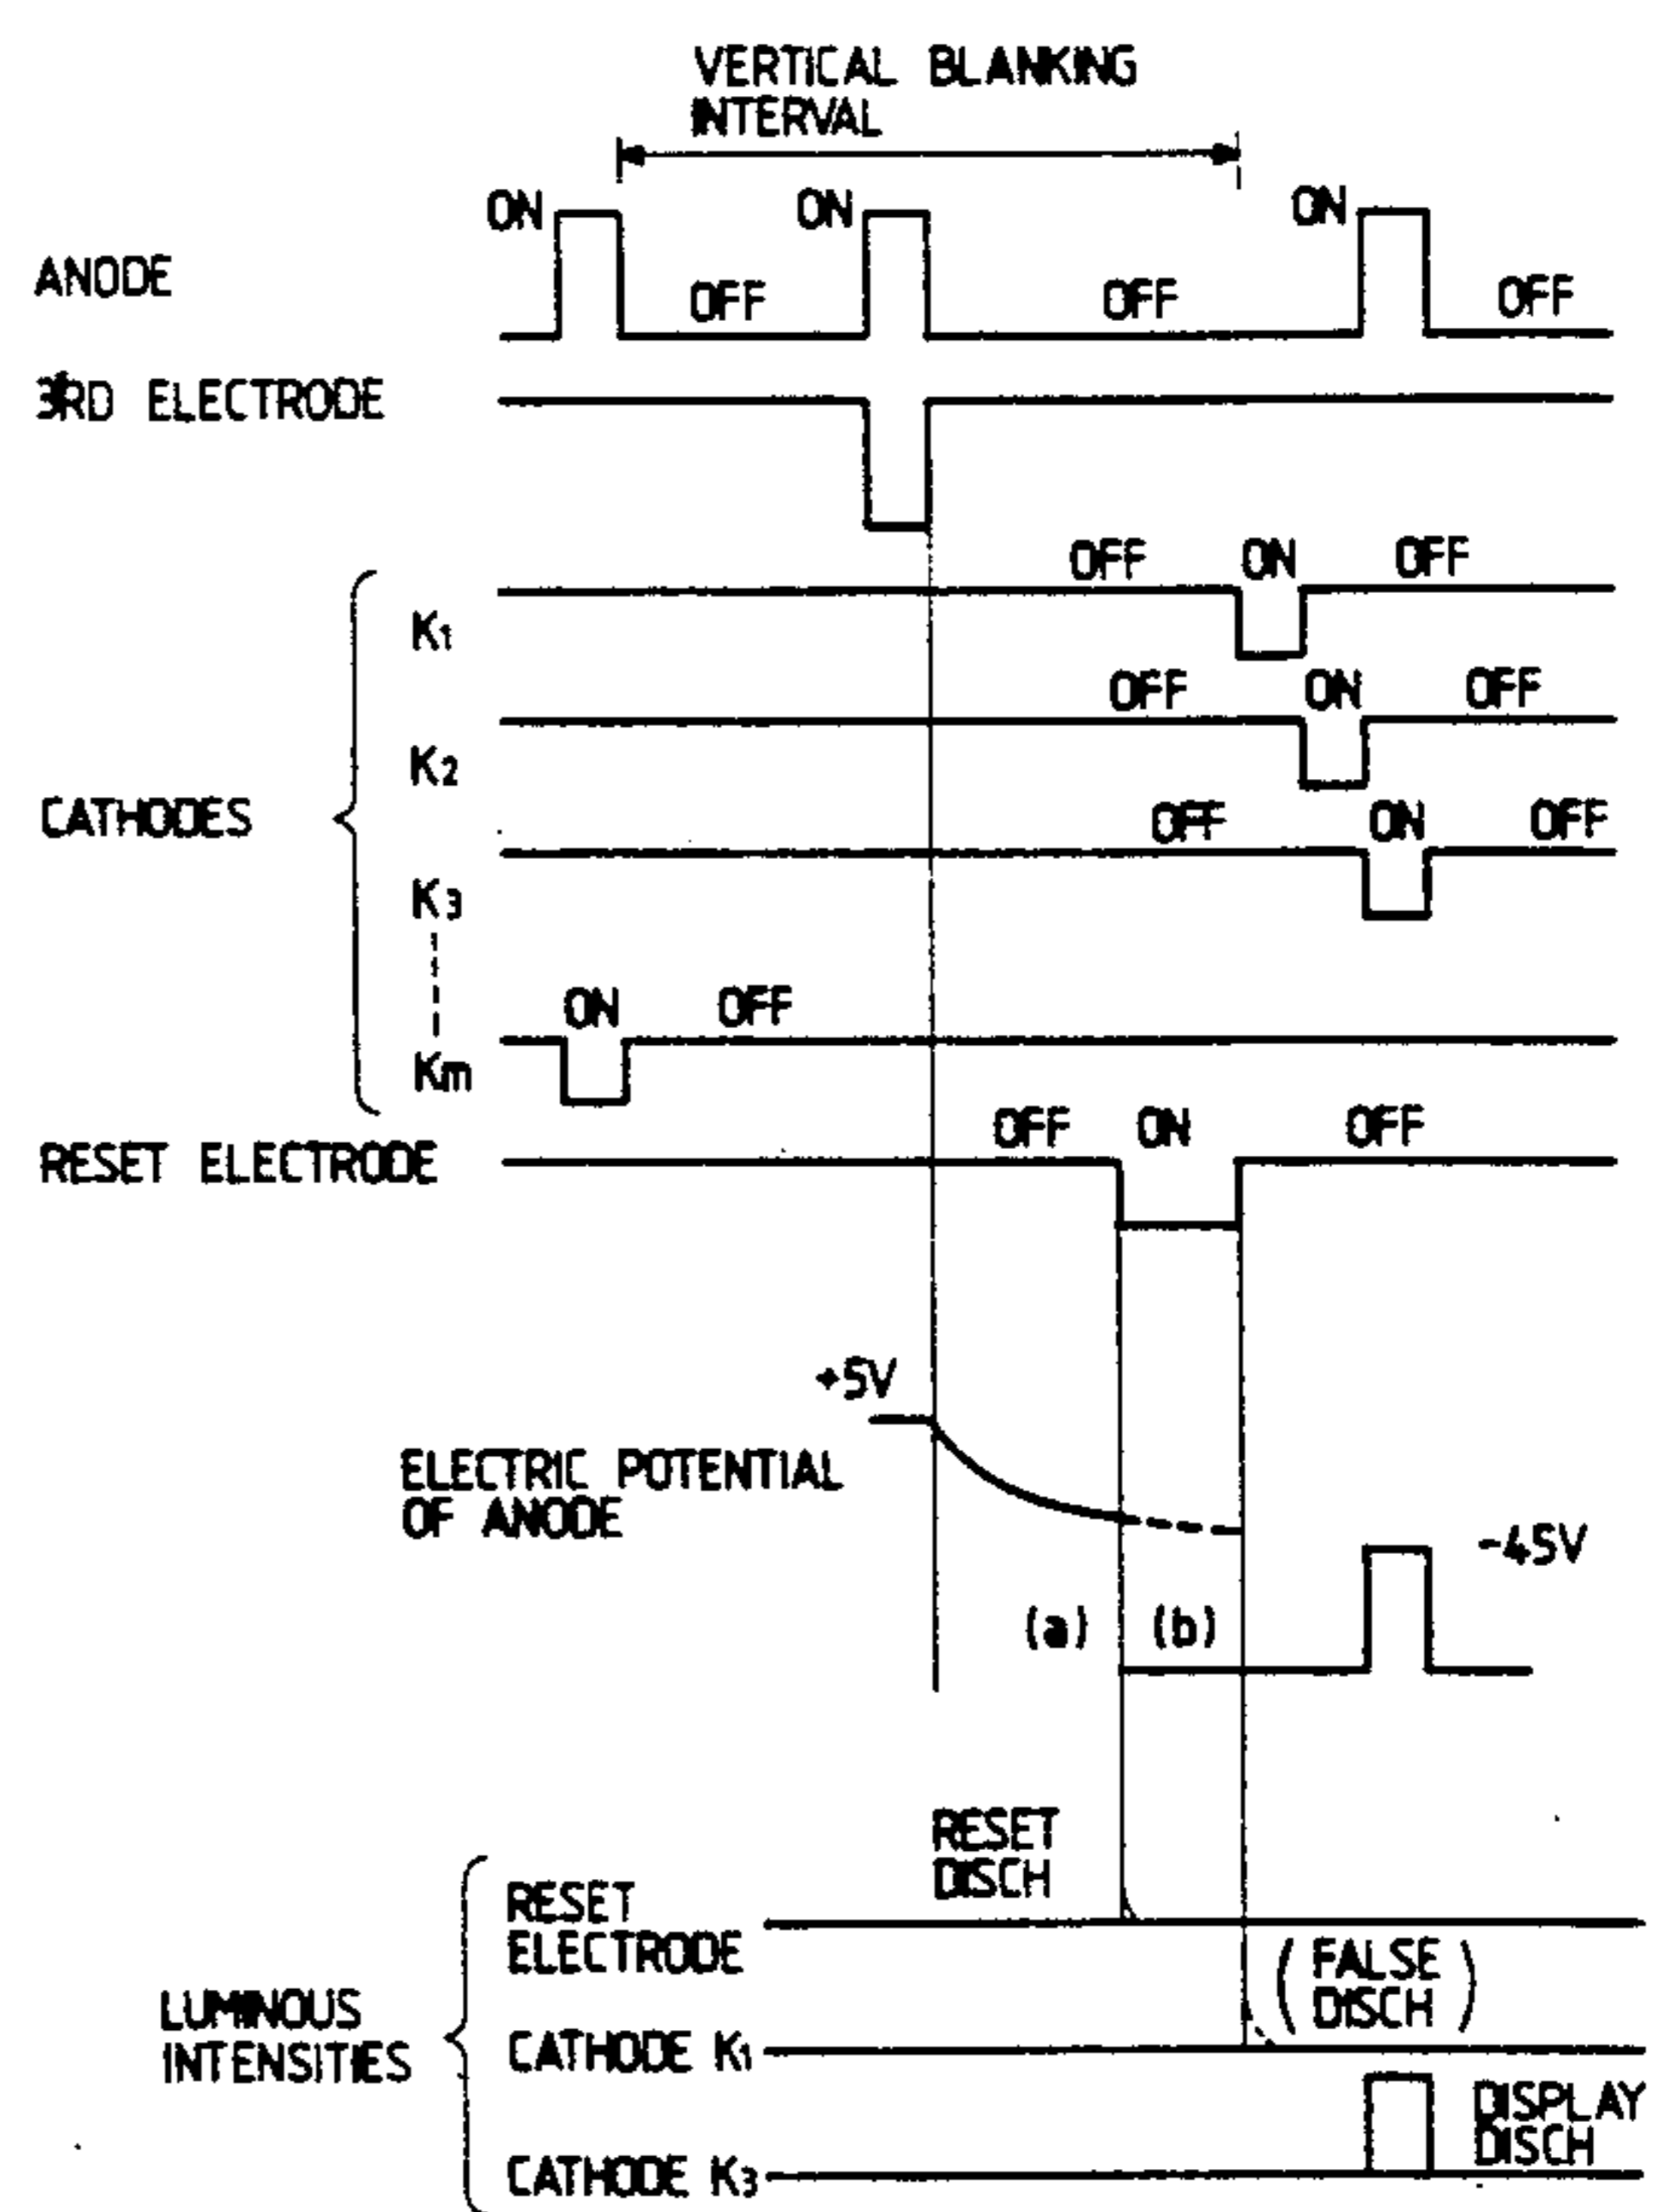 VERTICAL BLANKING
INTERVAL
ON ON ON
ANODE
OFF OFF OFF
3RD ELECTRODE
OFF ON OFF
K1
OFF ON OFF
K2
CATHODES
OFF ON OFF
K3
ON OFF
Km
OFF ON OFF
RESET ELECTRODE
+5V
ELECTRIC POTENTIAL
OF ANODE
-45V
(a) (b)
RESET
DISCH
RESET
ELECTRODE
(FALSE
DISCH)
LUMINOUS
INTENSITIES
CATHODE K1
DISPLAY
DISCH
CATHODE K3